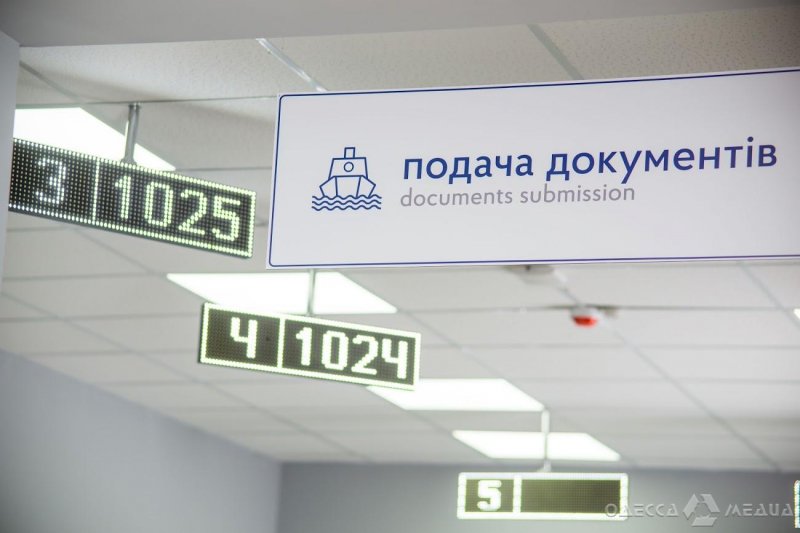 подача документів
documents submission
3 1025
4 1024
5
ОДЕССА МЕДИА